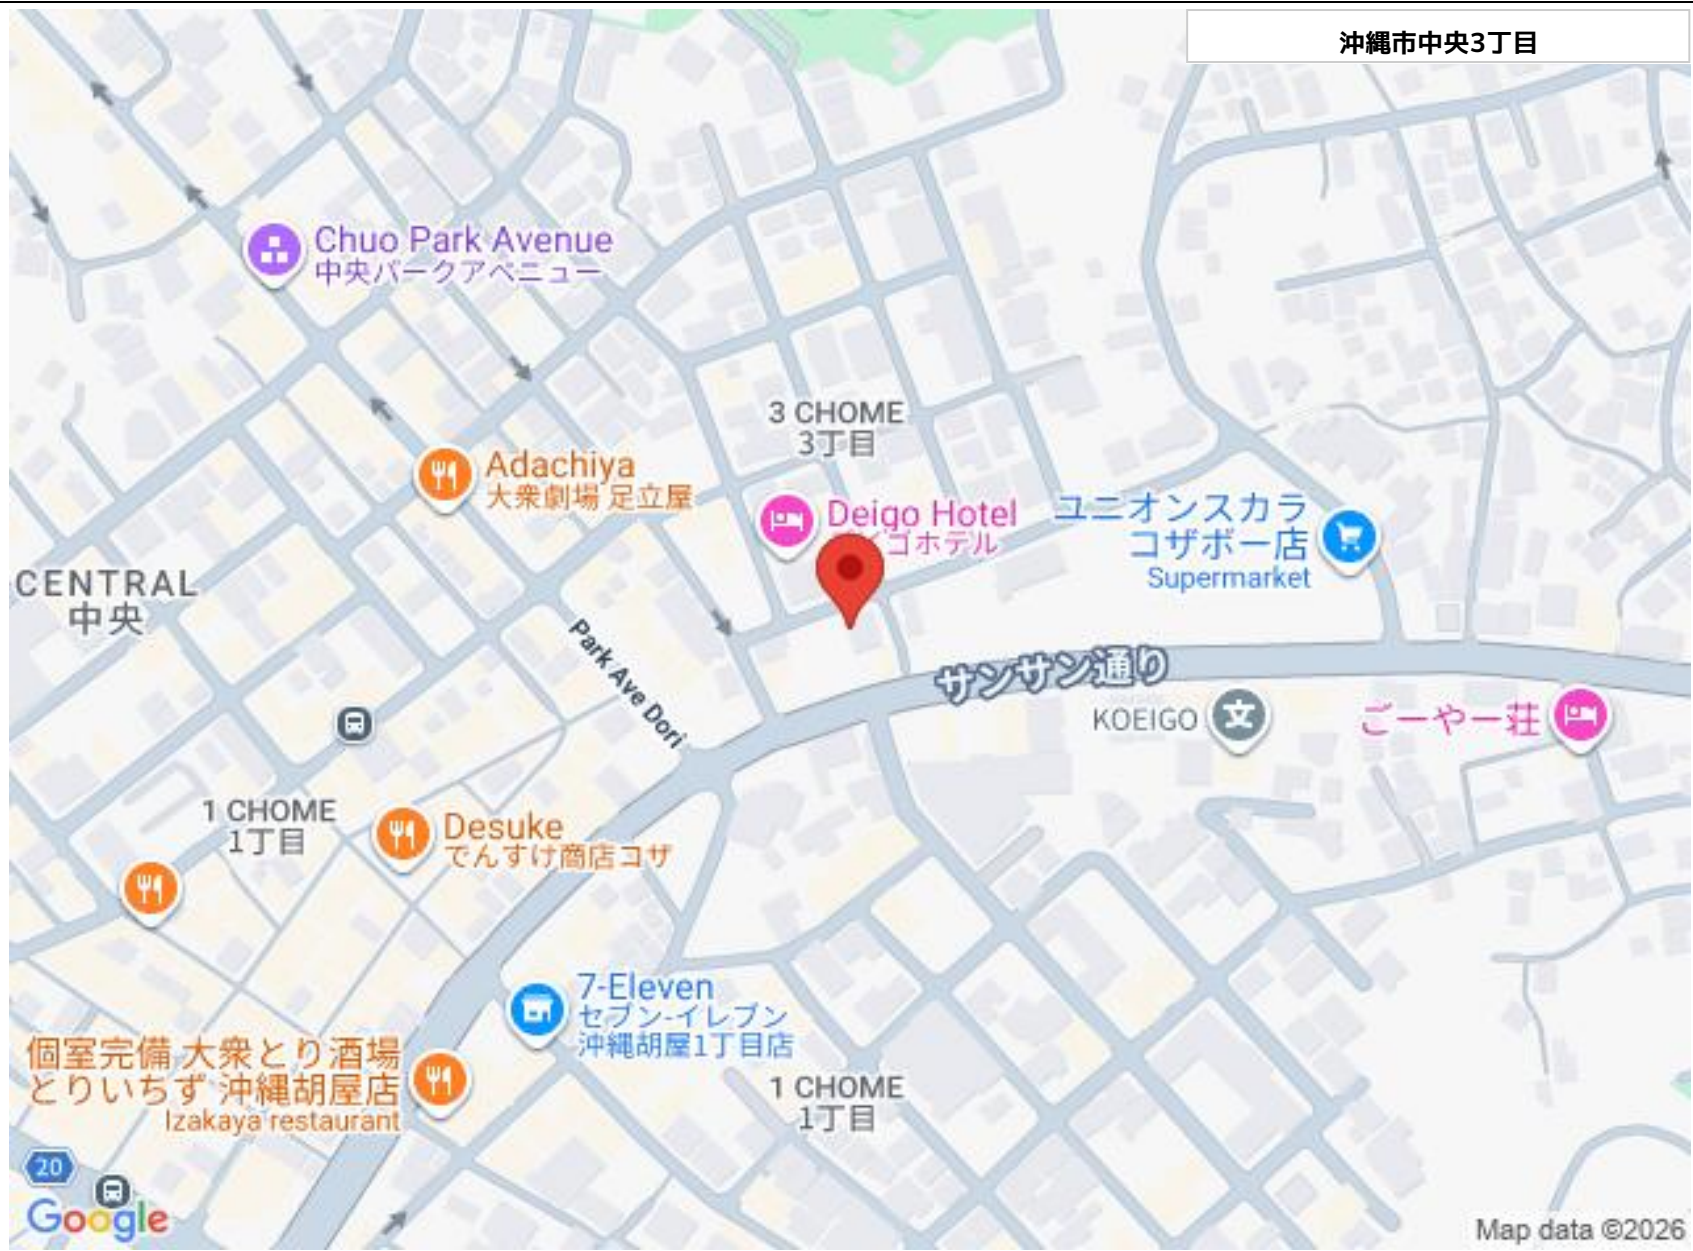 沖縄市中央3丁目
Chuo Park Avenue
中央パークアベニュー
3 CHOME
3丁目
Adachiya
大衆劇場 足立屋
Deigo Hotel
イゴホテル
ユニオンスカラ
コザボー店
Supermarket
CENTRAL
中央
Park Ave Dori
サンサン通り
KOEIGO
ごーやー荘
1 CHOME
1丁目
Desuke
でんすけ商店コザ
7-Eleven
セブン-イレブン
沖縄胡屋1丁目店
個室完備 大衆とり酒場
とりいちず 沖縄胡屋店
Izakaya restaurant
1 CHOME
1丁目
20
Google
Map data ©2026